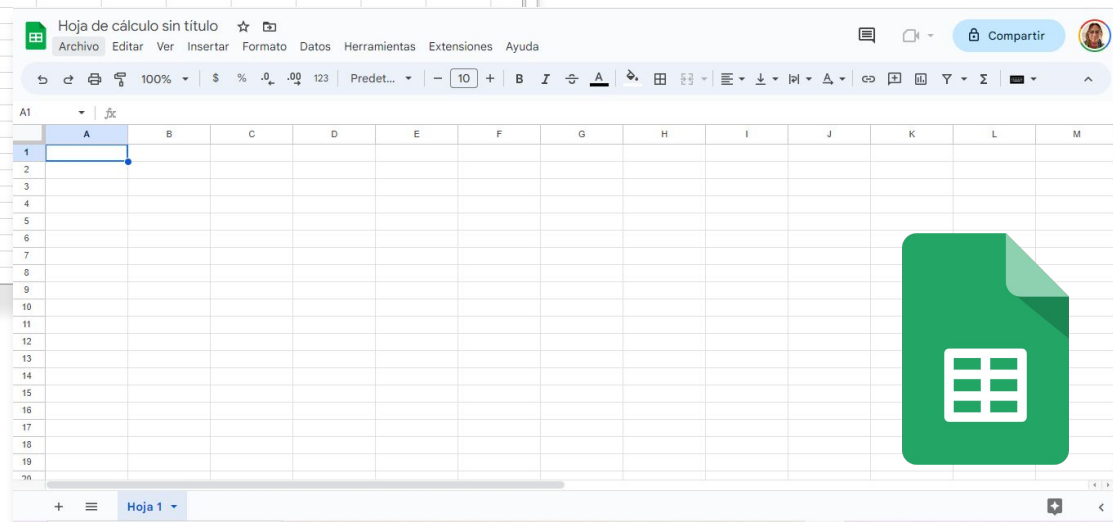 Hoja de cálculo sin título
Archivo Editar Ver Insertar Formato Datos Herramientas Extensiones Ayuda
Compartir
100% $ % .0 .00 123 Predet... − 10 + B I A A Σ
A1 fx
A B C D E F G H I J K L M
1
2
3
4
5
6
7
8
9
10
11
12
13
14
15
16
17
18
19
20
+ Hoja 1